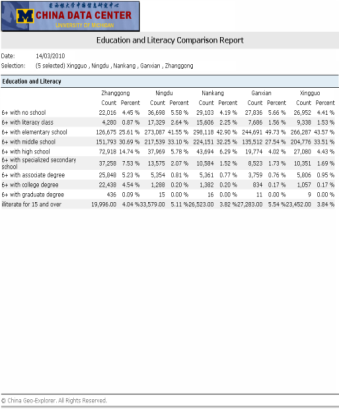 CHINA DATA CENTER
UNIVERSITY OF MICHIGAN
Education and Literacy Comparison Report
Date: 14/03/2010
Selection: (5 selected) Xingguo , Ningdu , Nankang , Ganxian , Zhanggong
Education and Literacy
Zhanggong Ningdu Nankang Ganxian Xingguo
Count Percent Count Percent Count Percent Count Percent Count Percent
6+ with no school 22,016 4.45 % 36,698 5.58 % 29,103 4.19 % 27,836 5.66 % 26,952 4.41 %
6+ with literacy class 4,280 0.87 % 17,329 2.64 % 15,606 2.25 % 7,686 1.56 % 9,338 1.53 %
6+ with elementary school 126,675 25.61 % 273,087 41.55 % 298,118 42.90 % 244,691 49.73 % 266,287 43.57 %
6+ with middle school 151,793 30.69 % 217,539 33.10 % 224,151 32.25 % 135,512 27.54 % 204,776 33.51 %
6+ with high school 72,918 14.74 % 37,969 5.78 % 43,694 6.29 % 19,774 4.02 % 27,080 4.43 %
6+ with specialized secondary
school 37,258 7.53 % 13,575 2.07 % 10,584 1.52 % 8,523 1.73 % 10,351 1.69 %
6+ with associate degree 25,848 5.23 % 5,354 0.81 % 5,361 0.77 % 3,759 0.76 % 5,806 0.95 %
6+ with college degree 22,438 4.54 % 1,288 0.20 % 1,382 0.20 % 834 0.17 % 1,057 0.17 %
6+ with graduate degree 436 0.09 % 15 0.00 % 16 0.00 % 11 0.00 % 9 0.00 %
Illiterate for 15 and over 19,996.00 4.04 % 33,579.00 5.11 % 26,523.00 3.82 % 27,283.00 5.54 % 23,452.00 3.84 %
© China Geo-Explorer. All Rights Reserved.